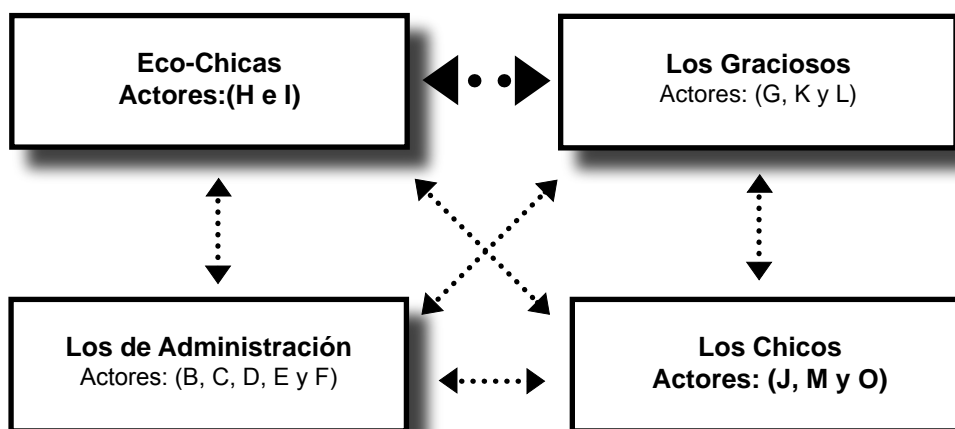 Eco-Chicas
Actores:(H e I)
Los Graciosos
Actores: (G, K y L)
Los de Administración
Actores: (B, C, D, E y F)
Los Chicos
Actores: (J, M y O)